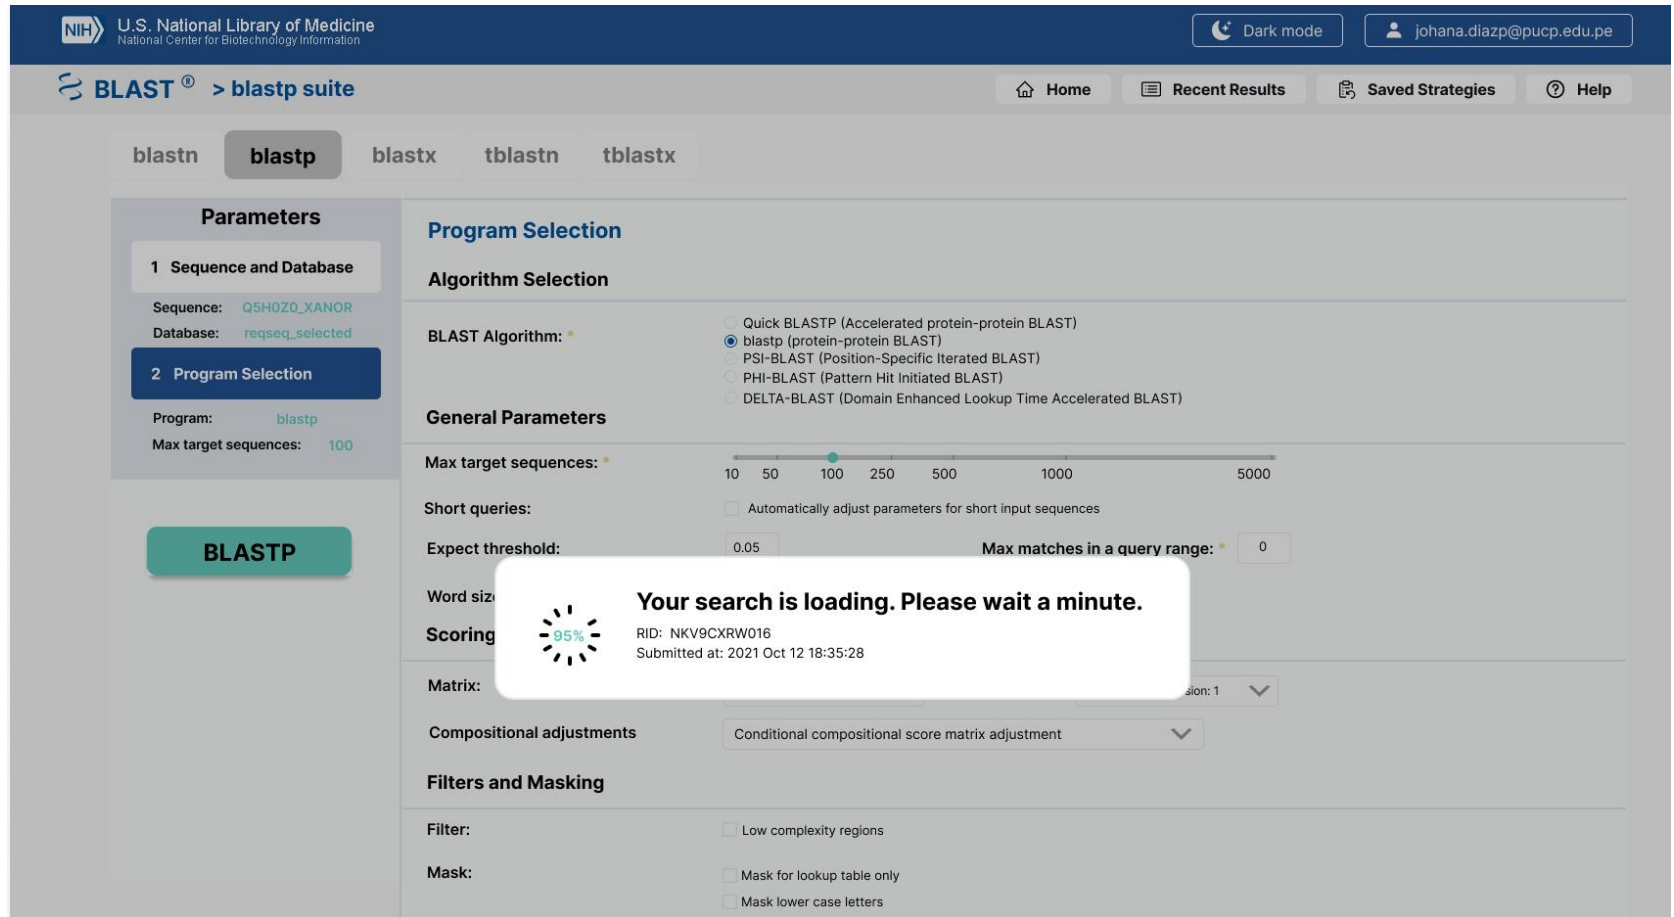 NIH
U.S. National Library of Medicine
National Center for Biotechnology Information
Dark mode
johana.diazp@pucp.edu.pe
BLAST ® > blastp suite
Home
Recent Results
Saved Strategies
Help
blastn
blastp
blastx
tblastn
tblastx
Parameters
1 Sequence and Database
Sequence: Q5H0Z0_XANOR
Database: reqseq_selected
2 Program Selection
Program: blastp
Max target sequences: 100
BLASTP
Program Selection
Algorithm Selection
BLAST Algorithm: *
Quick BLASTP (Accelerated protein-protein BLAST)
blastp (protein-protein BLAST)
PSI-BLAST (Position-Specific Iterated BLAST)
PHI-BLAST (Pattern Hit Initiated BLAST)
DELTA-BLAST (Domain Enhanced Lookup Time Accelerated BLAST)
General Parameters
Max target sequences: *
10 50 100 250 500 1000 5000
Short queries:
Automatically adjust parameters for short input sequences
Expect threshold: 0.05
Max matches in a query range: * 0
Word siz
Your search is loading. Please wait a minute.
95%
RID: NKV9CXRW016
Submitted at: 2021 Oct 12 18:35:28
Scoring
Matrix:
sion: 1
Compositional adjustments
Conditional compositional score matrix adjustment
Filters and Masking
Filter:
Low complexity regions
Mask:
Mask for lookup table only
Mask lower case letters